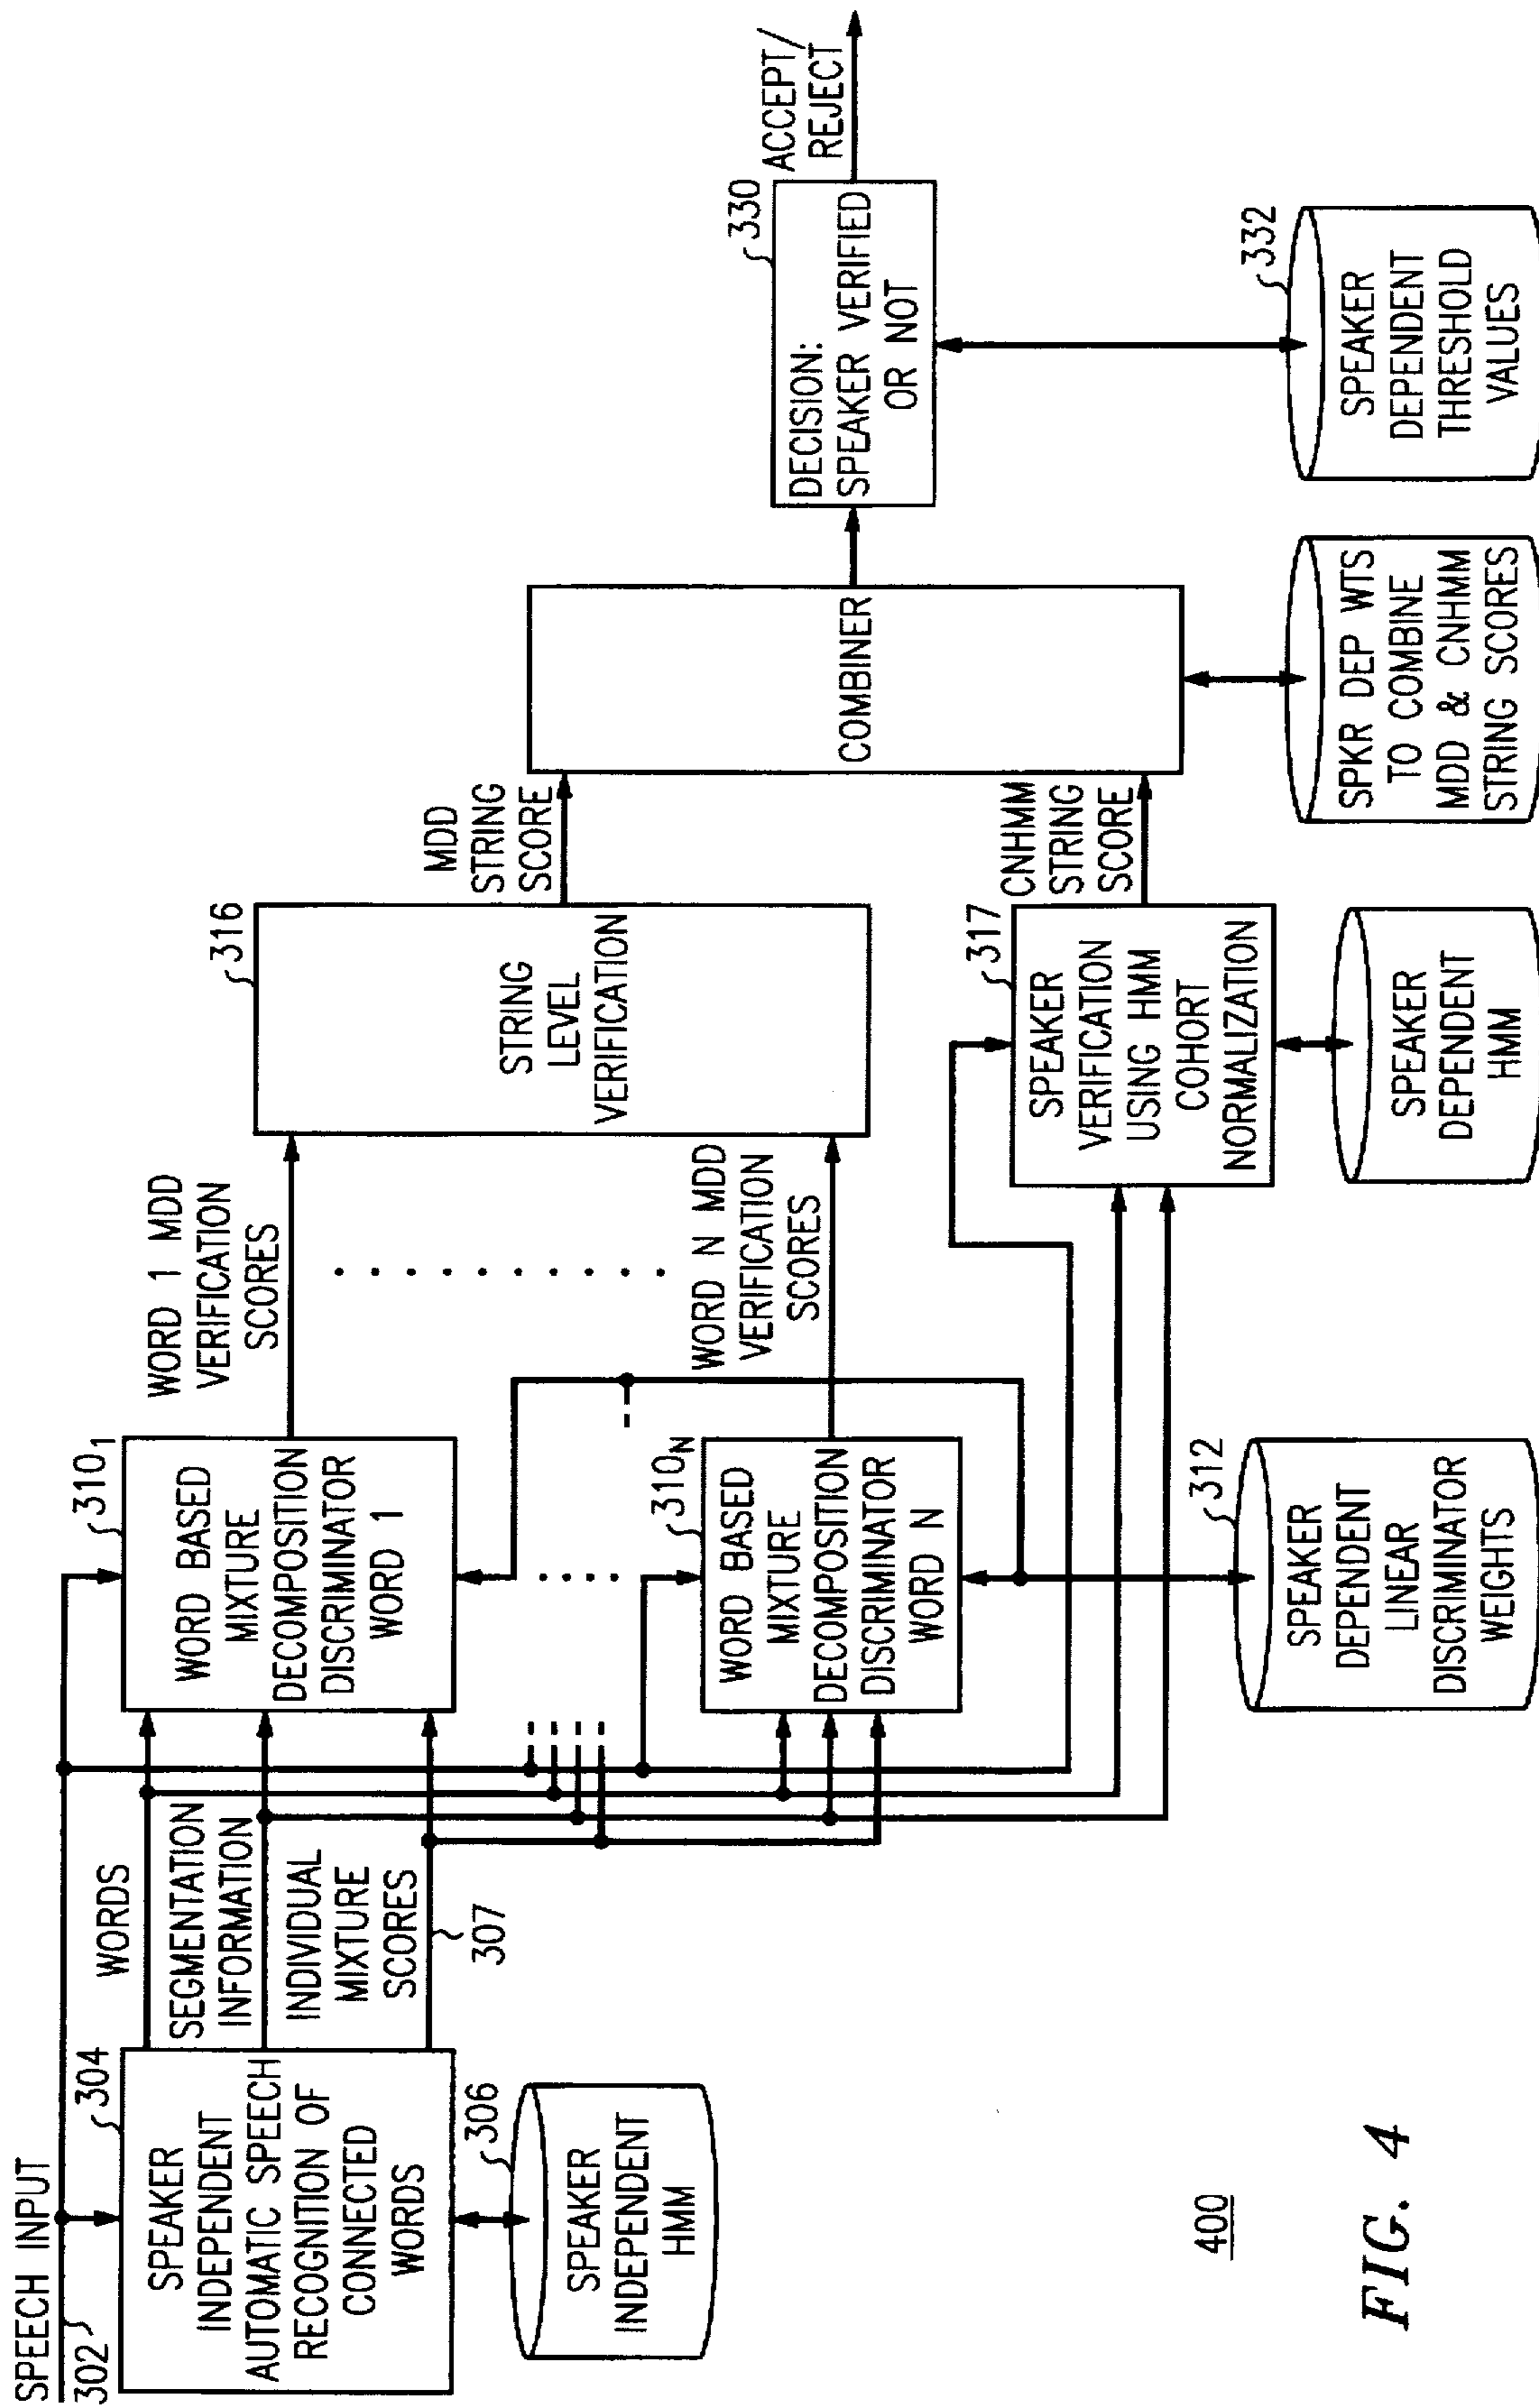 SPEECH INPUT
302
304
SPEAKER
INDEPENDENT
AUTOMATIC SPEECH
RECOGNITION OF
CONNECTED
WORDS
306
SPEAKER
INDEPENDENT
HMM
WORDS
SEGMENTATION
INFORMATION
INDIVIDUAL
MIXTURE
SCORES
307
310₁
WORD BASED
MIXTURE
DECOMPOSITION
DISCRIMINATOR
WORD 1
310N
WORD BASED
MIXTURE
DECOMPOSITION
DISCRIMINATOR
WORD N
312
SPEAKER
DEPENDENT
LINEAR
DISCRIMINATOR
WEIGHTS
WORD 1 MDD
VERIFICATION
SCORES
WORD N MDD
VERIFICATION
SCORES
316
STRING
LEVEL
VERIFICATION
317
SPEAKER
VERIFICATION
USING HMM
COHORT
NORMALIZATION
SPEAKER
DEPENDENT
HMM
MDD
STRING
SCORE
CNHMM
STRING
SCORE
COMBINER
SPKR DEP WTS
TO COMBINE
MDD & CNHMM
STRING SCORES
330
DECISION:
SPEAKER VERIFIED
OR NOT
332
SPEAKER
DEPENDENT
THRESHOLD
VALUES
ACCEPT/
REJECT
400
FIG. 4